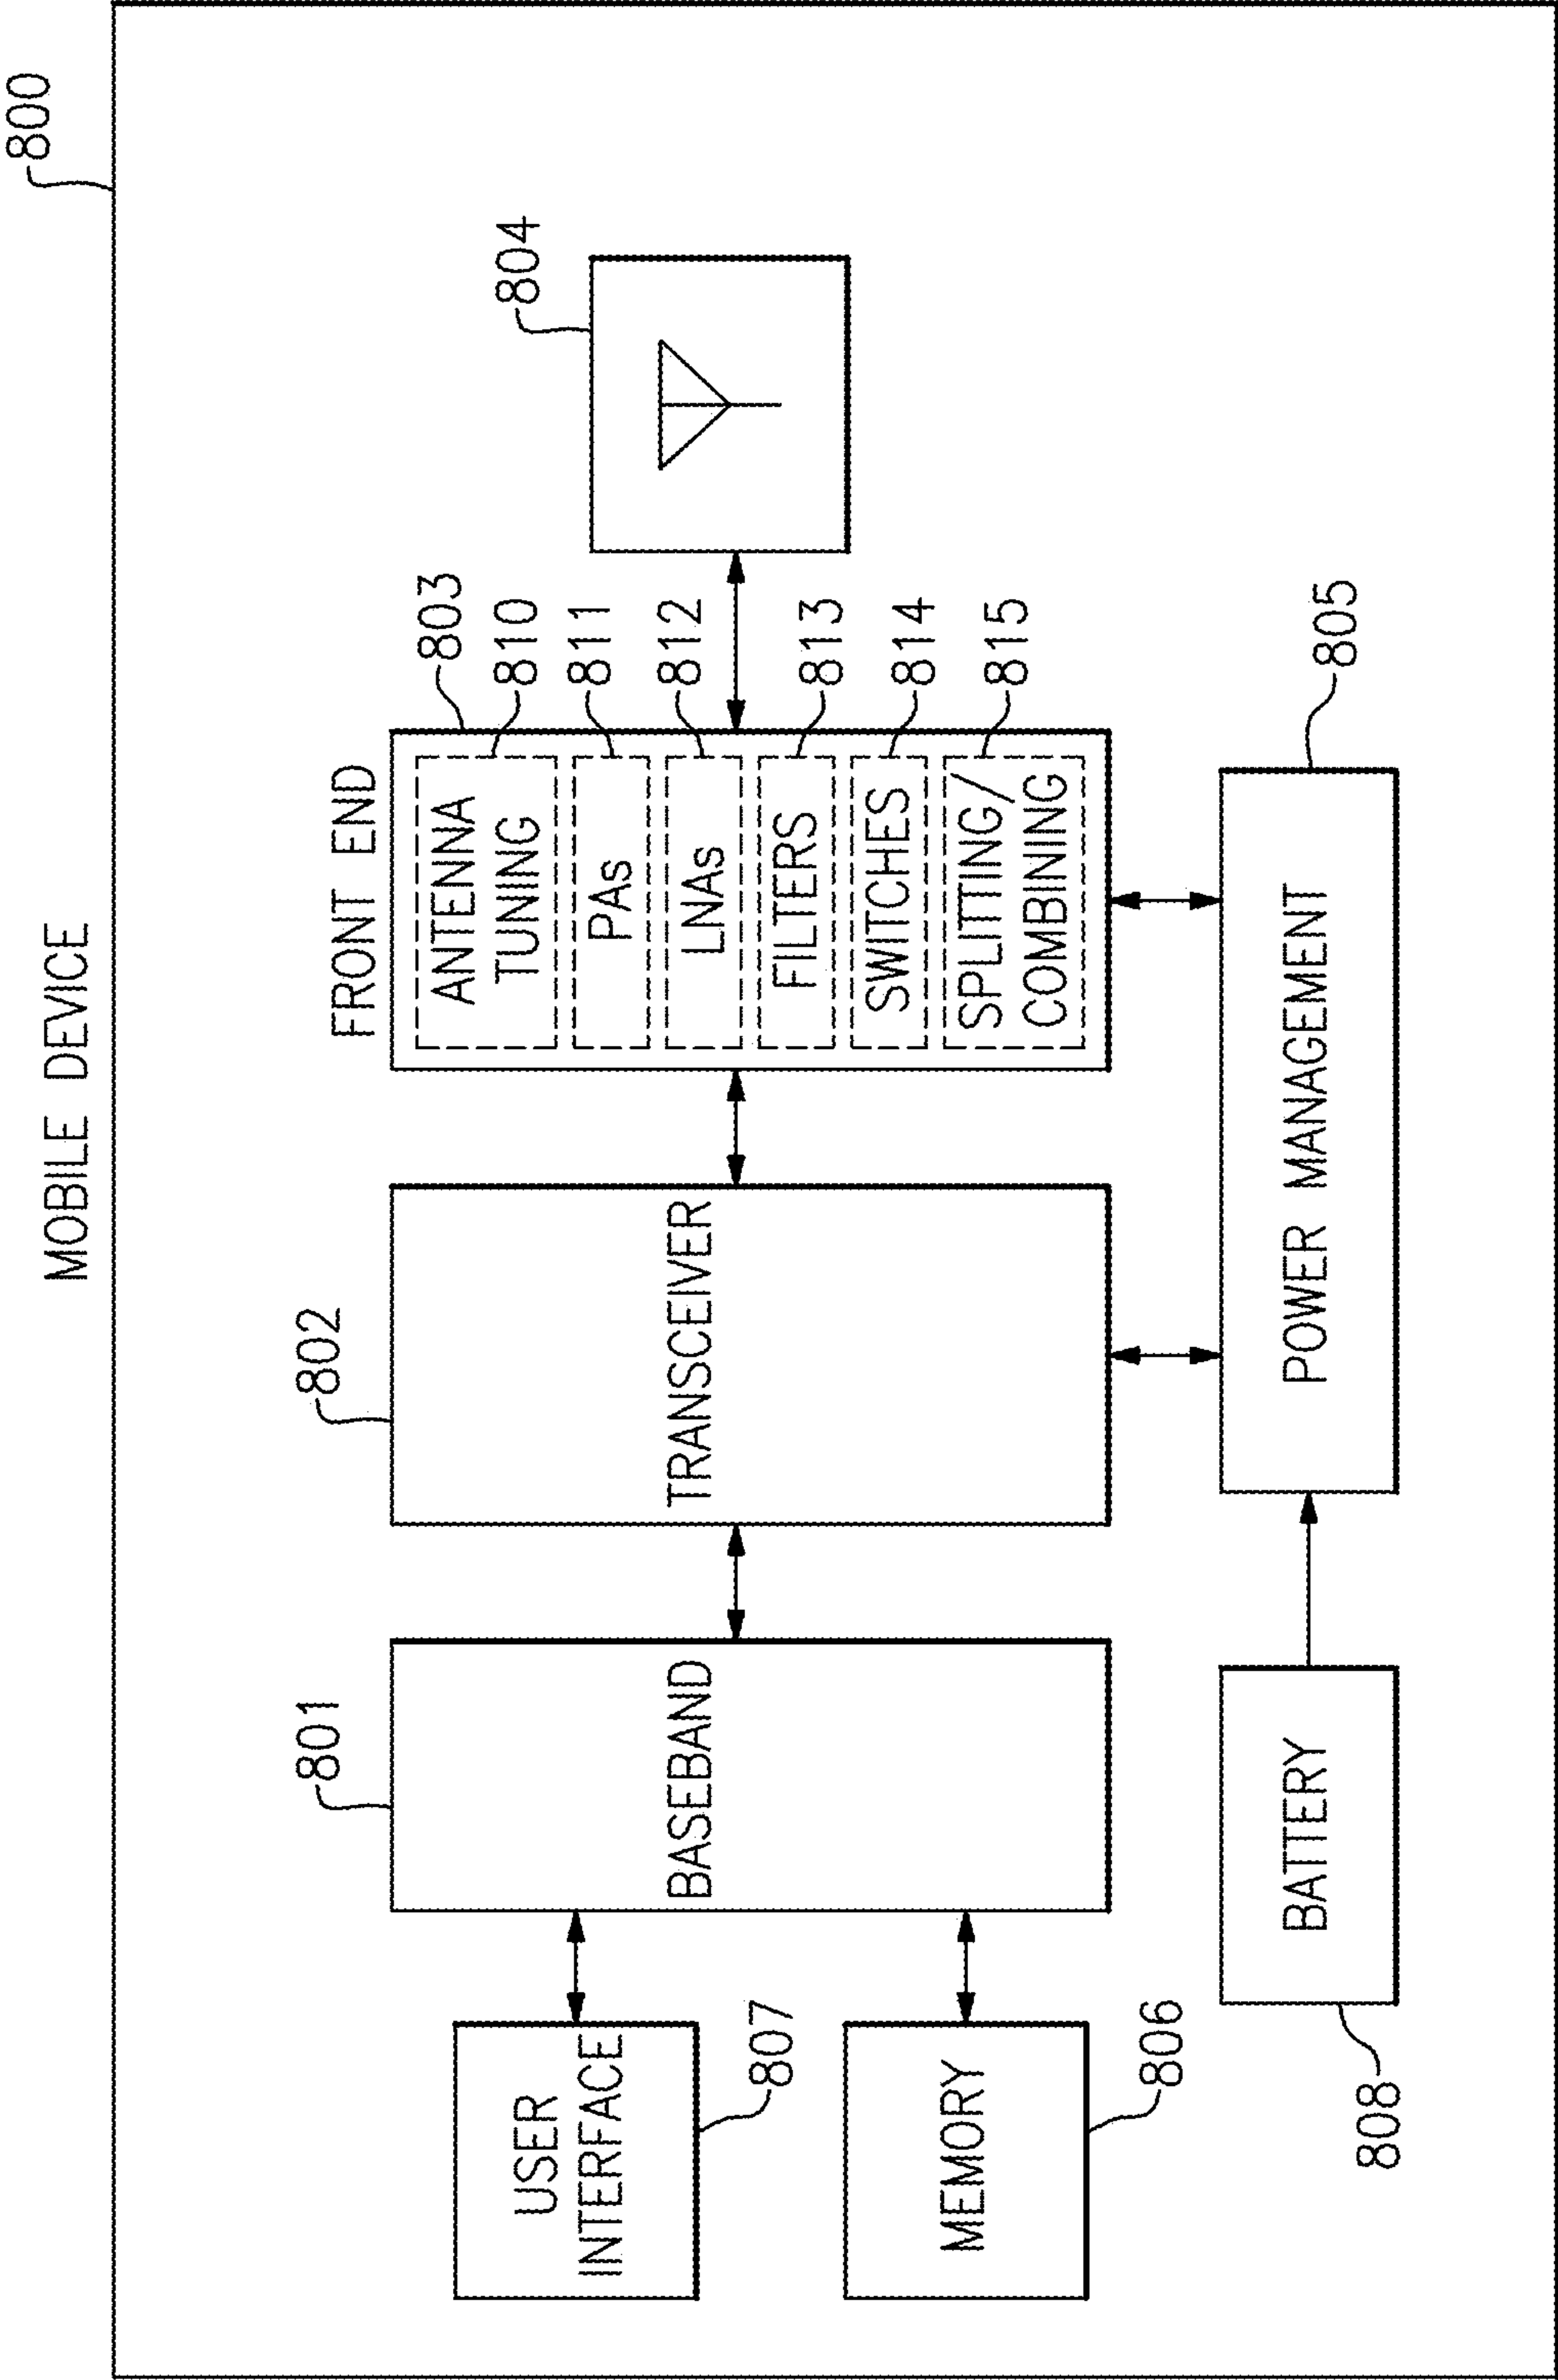 MOBILE DEVICE
800
FRONT END
801
802
803
804
USER
INTERFACE
807
BASEBAND
TRANSCEIVER
ANTENNA
TUNING
810
PAs
811
LNAs
812
FILTERS
813
SWITCHES
814
SPLITTING/
COMBINING
815
MEMORY
806
BATTERY
808
POWER MANAGEMENT
805